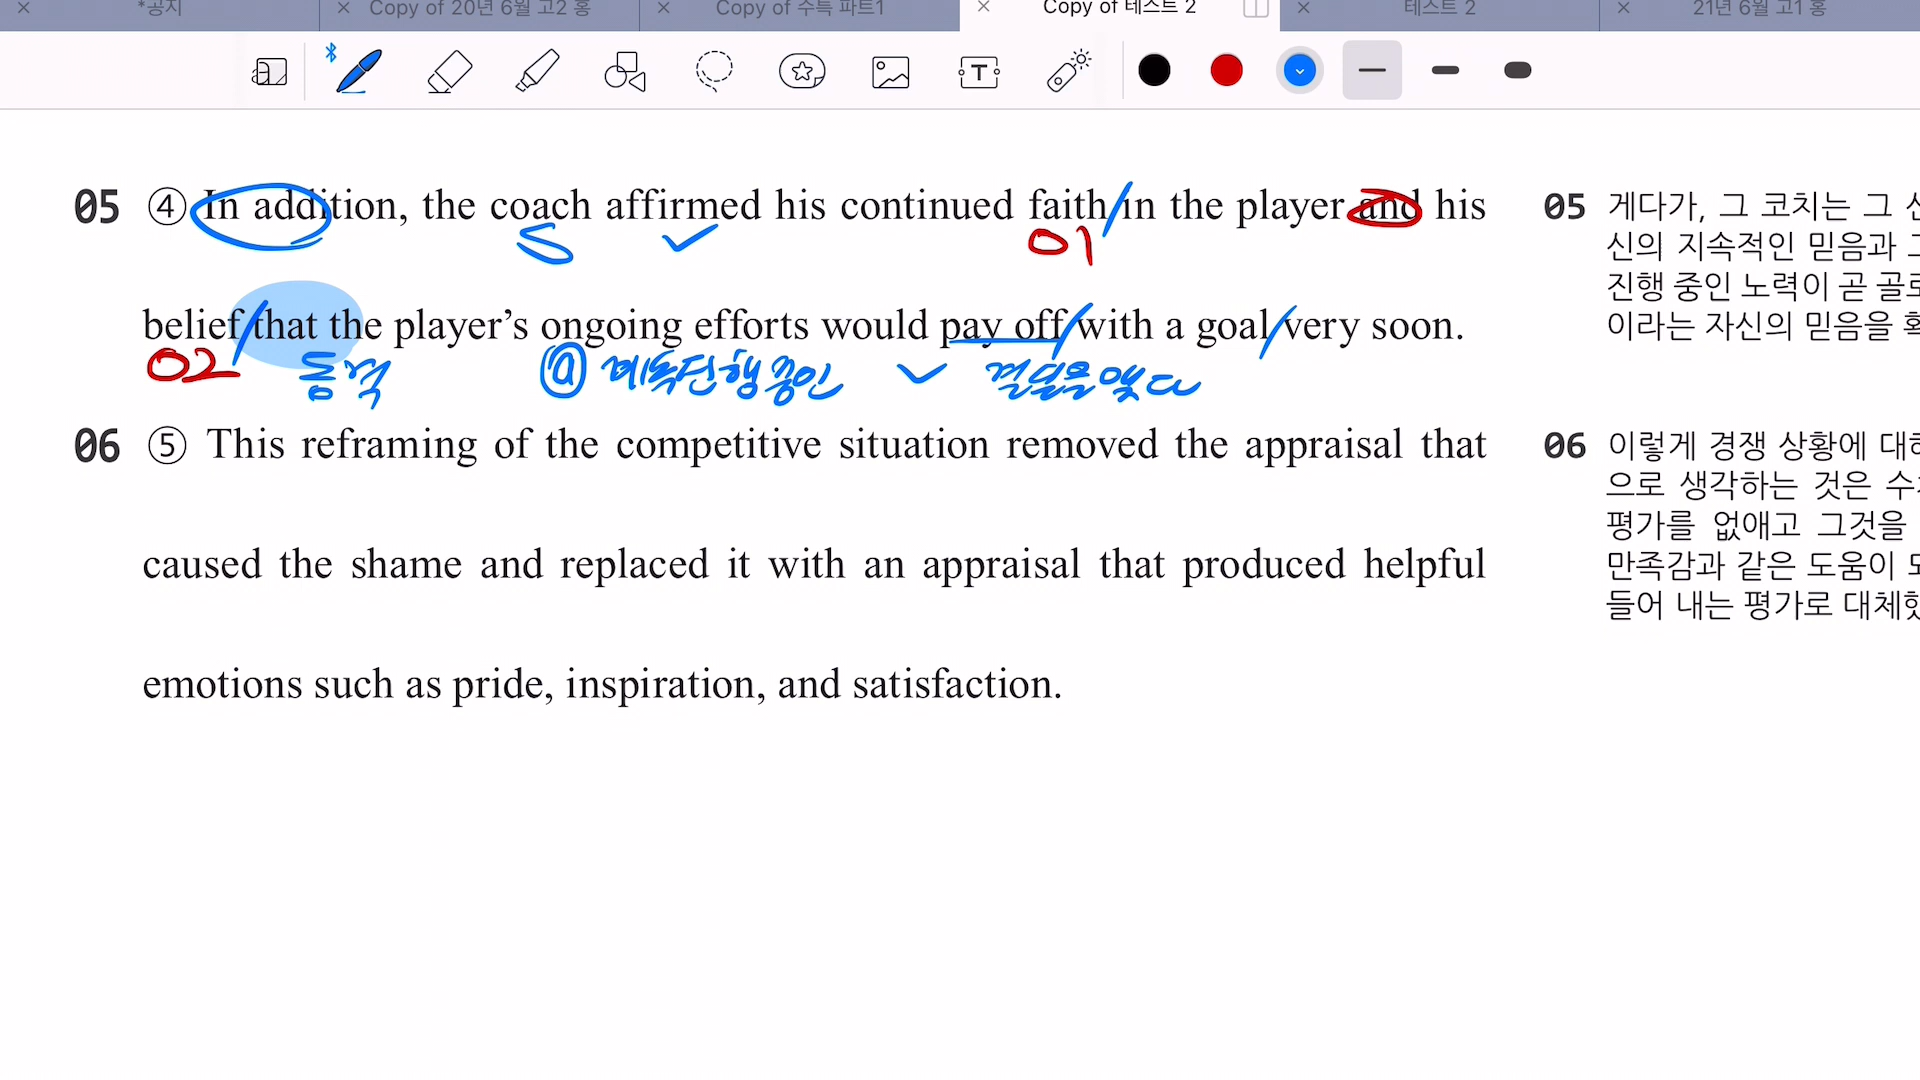 *공지
Copy of 20년 6월 고2 홍
Copy of 수특 파트1
Copy of 테스트 2
테스트 2
21년 6월 고1 홍
T
05 ④ In addition, the coach affirmed his continued faith in the player and his
S
01
belief that the player’s ongoing efforts would pay off with a goal very soon.
02 동격 ⓐ 계속진행중인 결실을 맺다
06 ⑤ This reframing of the competitive situation removed the appraisal that
caused the shame and replaced it with an appraisal that produced helpful
emotions such as pride, inspiration, and satisfaction.
05 게다가, 그 코치는 그
신의 지속적인 믿음과
진행 중인 노력이 곧
이라는 자신의 믿음을
06 이렇게 경쟁 상황에
으로 생각하는 것은
평가를 없애고 그것을
만족감과 같은 도움이
들어 내는 평가로